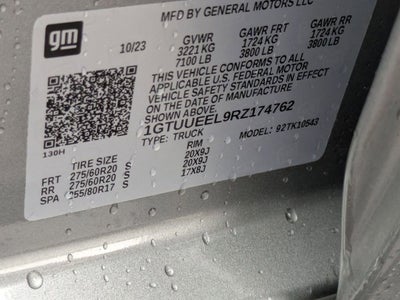 MFD BY GENERAL MOTORS LLC
gm
10/23 GVWR GAWR FRT GAWR RR
3221 KG 1724 KG 1724 KG
7100 LB 3800 LB 3800 LB
THIS VEHICLE CONFORMS TO ALL
APPLICABLE U.S. FEDERAL MOTOR
VEHICLE SAFETY STANDARDS IN EFFECT
ON THE DATE OF MANUFACTURE
1GTUUEEL9RZ174762
TYPE: TRUCK MODEL: 92TK10543
130H
TIRE SIZE RIM
FRT 275/60R20 S 20X9J
RR 275/60R20 S 20X9J
SPA 255/80R17 S 17X8J